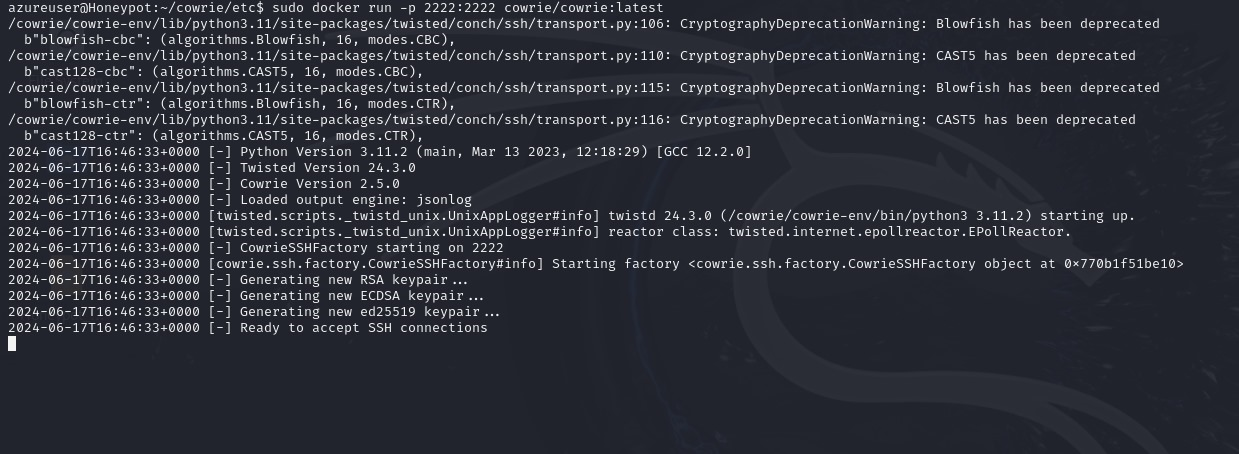 azureuser@Honeypot:~/cowrie/etc$ sudo docker run -p 2222:2222 cowrie/cowrie:latest
/cowrie/cowrie-env/lib/python3.11/site-packages/twisted/conch/ssh/transport.py:106: CryptographyDeprecationWarning: Blowfish has been deprecated
  b"blowfish-cbc": (algorithms.Blowfish, 16, modes.CBC),
/cowrie/cowrie-env/lib/python3.11/site-packages/twisted/conch/ssh/transport.py:110: CryptographyDeprecationWarning: CAST5 has been deprecated
  b"cast128-cbc": (algorithms.CAST5, 16, modes.CBC),
/cowrie/cowrie-env/lib/python3.11/site-packages/twisted/conch/ssh/transport.py:115: CryptographyDeprecationWarning: Blowfish has been deprecated
  b"blowfish-ctr": (algorithms.Blowfish, 16, modes.CTR),
/cowrie/cowrie-env/lib/python3.11/site-packages/twisted/conch/ssh/transport.py:116: CryptographyDeprecationWarning: CAST5 has been deprecated
  b"cast128-ctr": (algorithms.CAST5, 16, modes.CTR),
2024-06-17T16:46:33+0000 [-] Python Version 3.11.2 (main, Mar 13 2023, 12:18:29) [GCC 12.2.0]
2024-06-17T16:46:33+0000 [-] Twisted Version 24.3.0
2024-06-17T16:46:33+0000 [-] Cowrie Version 2.5.0
2024-06-17T16:46:33+0000 [-] Loaded output engine: jsonlog
2024-06-17T16:46:33+0000 [twisted.scripts._twistd_unix.UnixAppLogger#info] twistd 24.3.0 (/cowrie/cowrie-env/bin/python3 3.11.2) starting up.
2024-06-17T16:46:33+0000 [twisted.scripts._twistd_unix.UnixAppLogger#info] reactor class: twisted.internet.epollreactor.EPollReactor.
2024-06-17T16:46:33+0000 [-] CowrieSSHFactory starting on 2222
2024-06-17T16:46:33+0000 [cowrie.ssh.factory.CowrieSSHFactory#info] Starting factory <cowrie.ssh.factory.CowrieSSHFactory object at 0x770b1f51be10>
2024-06-17T16:46:33+0000 [-] Generating new RSA keypair...
2024-06-17T16:46:33+0000 [-] Generating new ECDSA keypair...
2024-06-17T16:46:33+0000 [-] Generating new ed25519 keypair...
2024-06-17T16:46:33+0000 [-] Ready to accept SSH connections